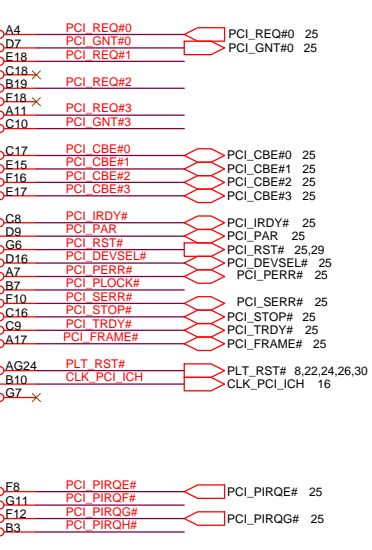 A4 PCI_REQ#0 PCI_REQ#0 25
D7 PCI_GNT#0 PCI_GNT#0 25
E18 PCI_REQ#1
C18
B19 PCI_REQ#2
F18
A11 PCI_REQ#3
C10 PCI_GNT#3
C17 PCI_CBE#0 PCI_CBE#0 25
E15 PCI_CBE#1 PCI_CBE#1 25
F16 PCI_CBE#2 PCI_CBE#2 25
E17 PCI_CBE#3 PCI_CBE#3 25
C8 PCI_IRDY# PCI_IRDY# 25
D9 PCI_PAR PCI_PAR 25
G6 PCI_RST# PCI_RST# 25,29
D16 PCI_DEVSEL# PCI_DEVSEL# 25
A7 PCI_PERR# PCI_PERR# 25
B7 PCI_PLOCK#
F10 PCI_SERR# PCI_SERR# 25
C16 PCI_STOP# PCI_STOP# 25
C9 PCI_TRDY# PCI_TRDY# 25
A17 PCI_FRAME# PCI_FRAME# 25
AG24 PLT_RST# PLT_RST# 8,22,24,26,30
B10 CLK_PCI_ICH CLK_PCI_ICH 16
G7
F8 PCI_PIRQE# PCI_PIRQE# 25
G11 PCI_PIRQF#
F12 PCI_PIRQG# PCI_PIRQG# 25
B3 PCI_PIRQH#